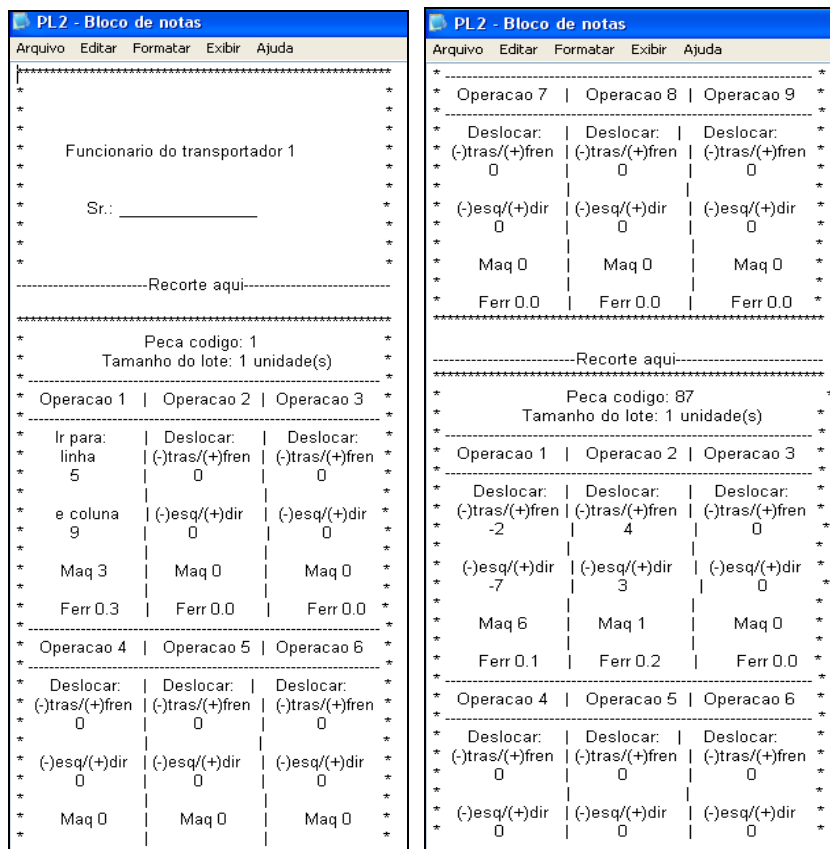 PL2 - Bloco de notas
Arquivo Editar Formatar Exibir Ajuda
*********************************************************
* *
* *
* *
* Funcionario do transportador 1 *
* *
* *
* Sr.: _________________ *
* *
* *
* *
-------------------------Recorte aqui----------------------------
*********************************************************
* Peca codigo: 1 *
* Tamanho do lote: 1 unidade(s) *
* ------------------------------------------------------------ *
* Operacao 1 | Operacao 2 | Operacao 3 *
* ------------------------------------------------------------ *
* Ir para: | Deslocar: | Deslocar: *
* linha | (-)tras/(+)fren | (-)tras/(+)fren *
* 5 | 0 | 0 *
* | | *
* e coluna | (-)esq/(+)dir | (-)esq/(+)dir *
* 9 | 0 | 0 *
* | | *
* Maq 3 | Maq 0 | Maq 0 *
* | | *
* Ferr 0.3 | Ferr 0.0 | Ferr 0.0 *
* ------------------------------------------------------------ *
* Operacao 4 | Operacao 5 | Operacao 6 *
* ------------------------------------------------------------ *
* Deslocar: | Deslocar: | Deslocar: *
* (-)tras/(+)fren | (-)tras/(+)fren | (-)tras/(+)fren *
* 0 | 0 | 0 *
* | | *
* (-)esq/(+)dir | (-)esq/(+)dir | (-)esq/(+)dir *
* 0 | 0 | 0 *
* | | *
* Maq 0 | Maq 0 | Maq 0 *
* | | *
PL2 - Bloco de notas
Arquivo Editar Formatar Exibir Ajuda
* ------------------------------------------------------------ *
* Operacao 7 | Operacao 8 | Operacao 9 *
* ------------------------------------------------------------ *
* Deslocar: | Deslocar: | Deslocar: *
* (-)tras/(+)fren | (-)tras/(+)fren | (-)tras/(+)fren *
* 0 | 0 | 0 *
* | | *
* (-)esq/(+)dir | (-)esq/(+)dir | (-)esq/(+)dir *
* 0 | 0 | 0 *
* | | *
* Maq 0 | Maq 0 | Maq 0 *
* | | *
* Ferr 0.0 | Ferr 0.0 | Ferr 0.0 *
*********************************************************
---------------------------Recorte aqui----------------------------
*********************************************************
* Peca codigo: 87 *
* Tamanho do lote: 1 unidade(s) *
* ------------------------------------------------------------ *
* Operacao 1 | Operacao 2 | Operacao 3 *
* ------------------------------------------------------------ *
* Deslocar: | Deslocar: | Deslocar: *
* (-)tras/(+)fren | (-)tras/(+)fren | (-)tras/(+)fren *
* -2 | 4 | 0 *
* | | *
* (-)esq/(+)dir | (-)esq/(+)dir | (-)esq/(+)dir *
* -7 | 3 | 0 *
* | | *
* Maq 6 | Maq 1 | Maq 0 *
* | | *
* Ferr 0.1 | Ferr 0.2 | Ferr 0.0 *
* ------------------------------------------------------------ *
* Operacao 4 | Operacao 5 | Operacao 6 *
* ------------------------------------------------------------ *
* Deslocar: | Deslocar: | Deslocar: *
* (-)tras/(+)fren | (-)tras/(+)fren | (-)tras/(+)fren *
* 0 | 0 | 0 *
* | | *
* (-)esq/(+)dir | (-)esq/(+)dir | (-)esq/(+)dir *
* 0 | 0 | 0 *